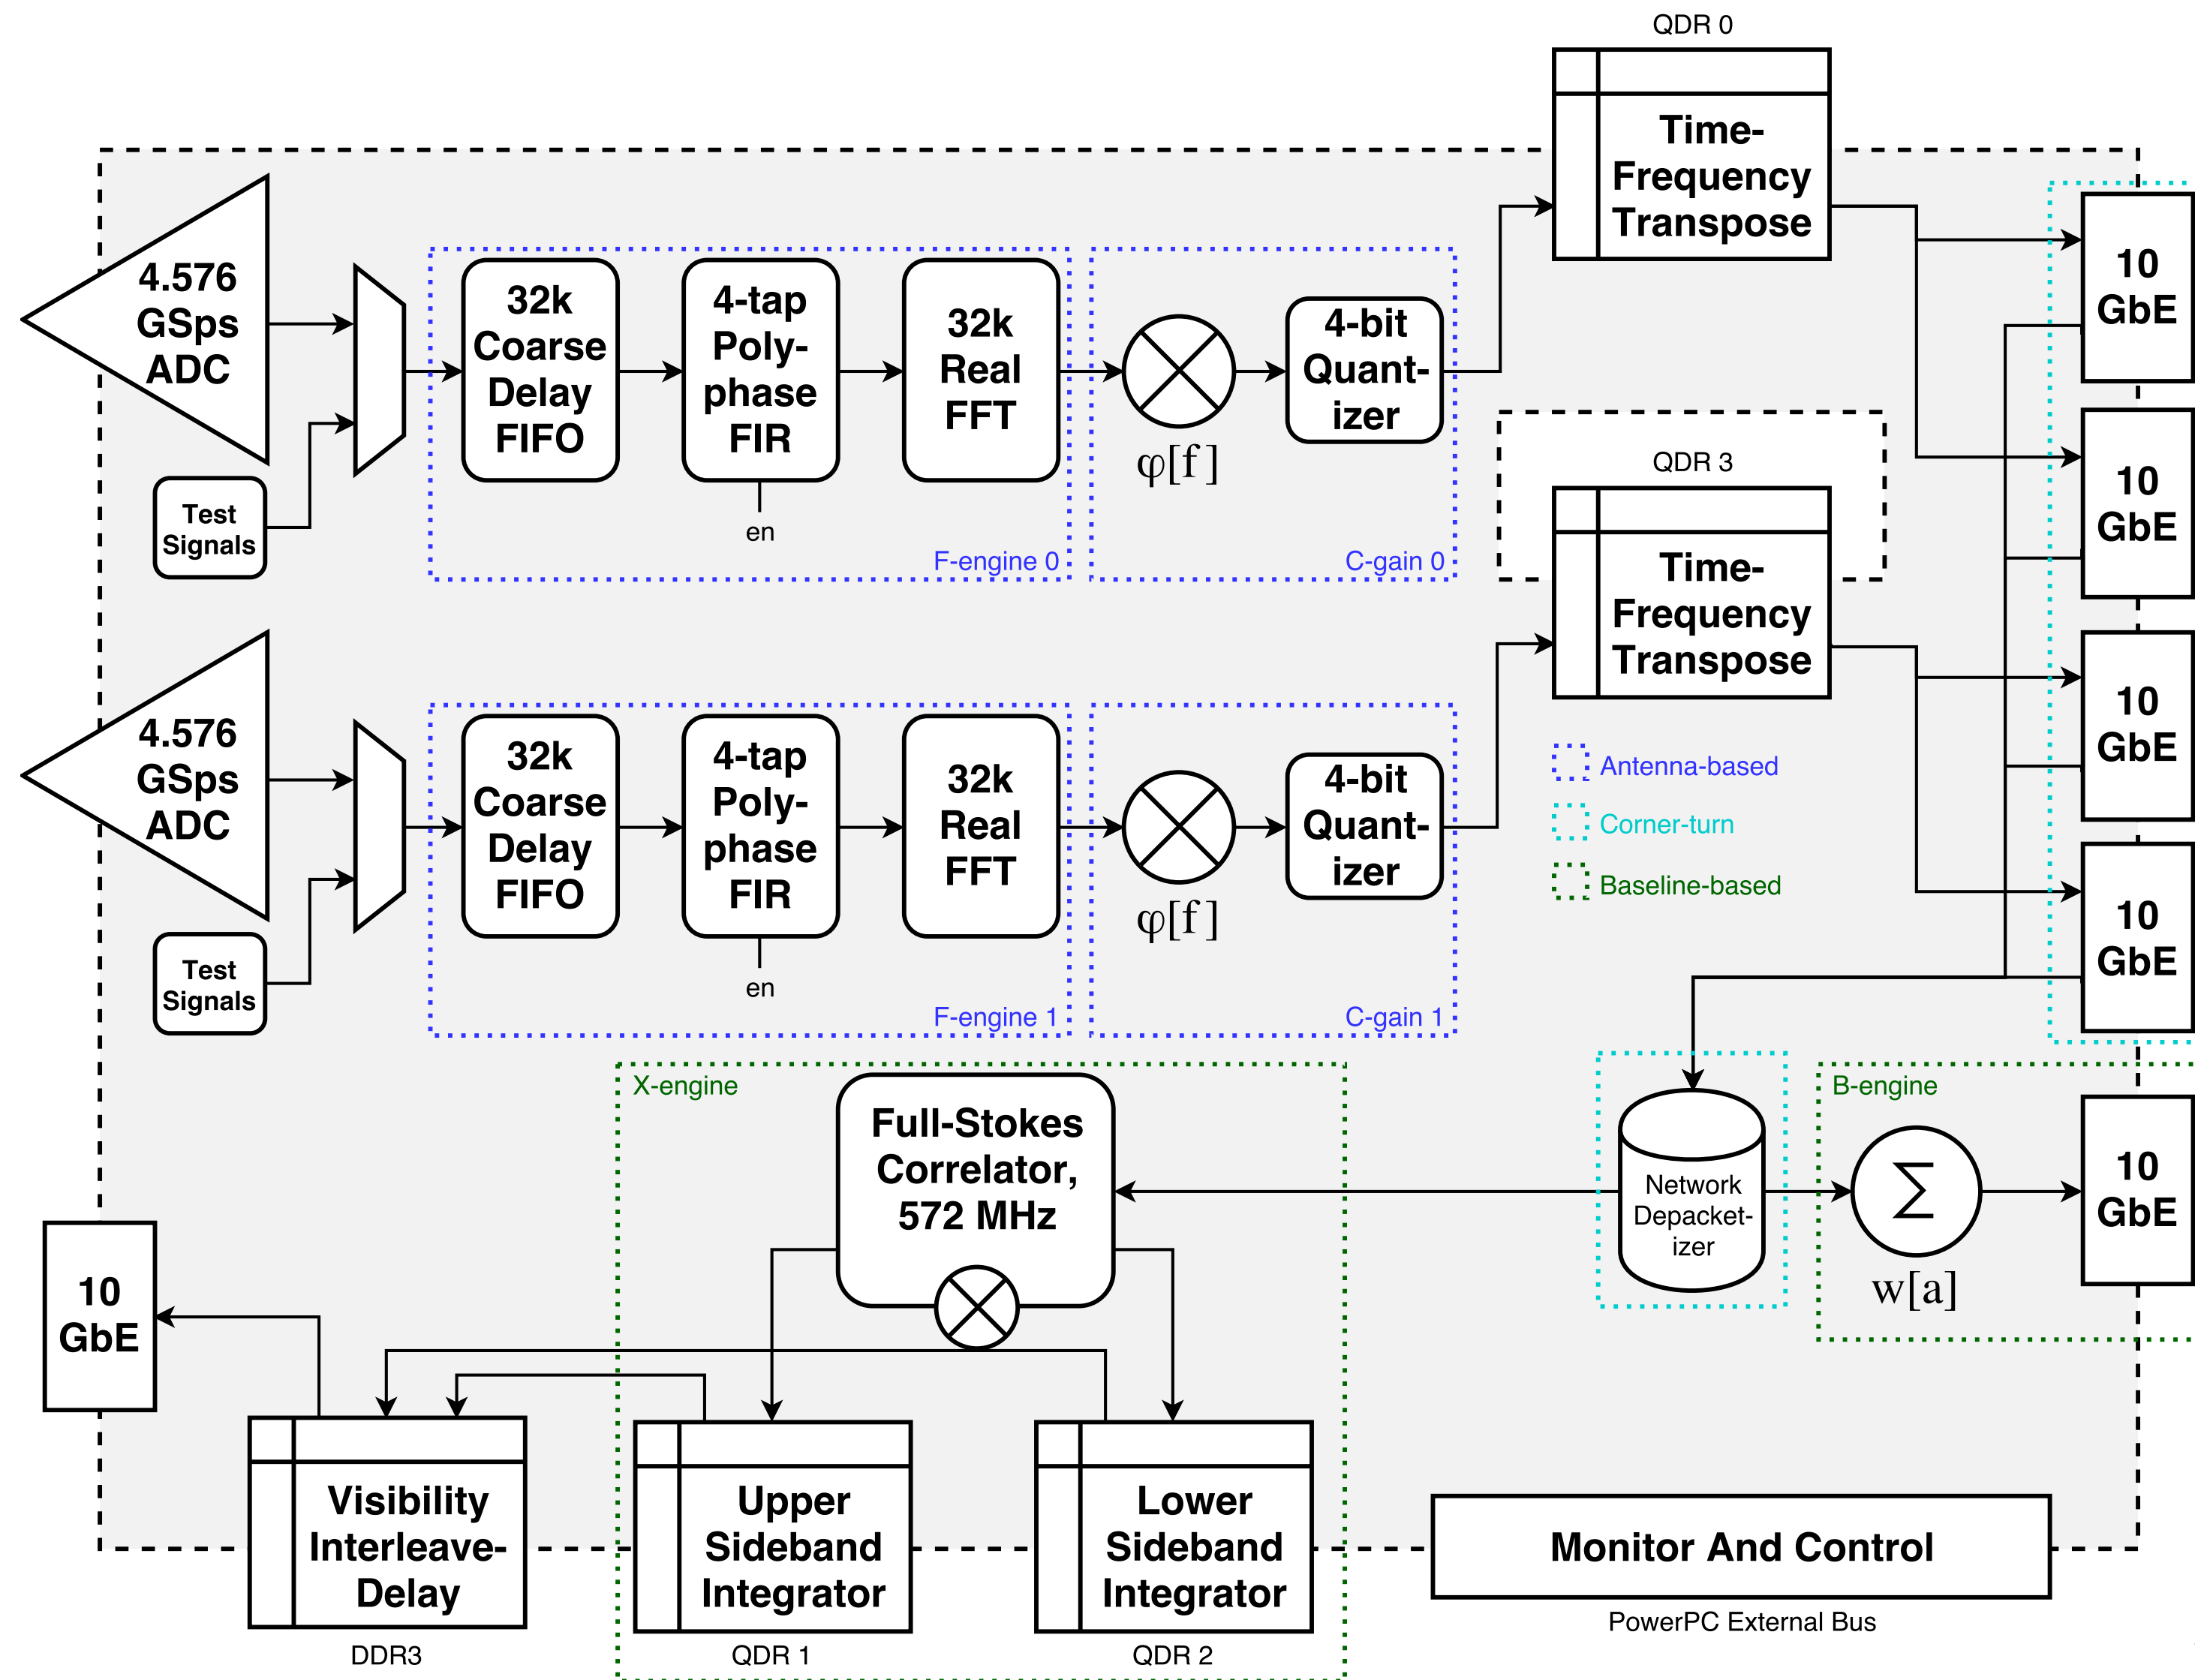 QDR 0
Time-
Frequency
Transpose
4.576
GSps
ADC
Test
Signals
32k
Coarse
Delay
FIFO
4-tap
Poly-
phase
FIR
en
32k
Real
FFT
F-engine 0
φ[f]
4-bit
Quant-
izer
C-gain 0
10
GbE
10
GbE
QDR 3
Time-
Frequency
Transpose
10
GbE
10
GbE
4.576
GSps
ADC
Test
Signals
32k
Coarse
Delay
FIFO
4-tap
Poly-
phase
FIR
en
32k
Real
FFT
F-engine 1
φ[f]
4-bit
Quant-
izer
C-gain 1
Antenna-based
Corner-turn
Baseline-based
X-engine
Full-Stokes
Correlator,
572 MHz
Network
Depacket-
izer
B-engine
Σ
w[a]
10
GbE
10
GbE
Visibility
Interleave-
Delay
DDR3
Upper
Sideband
Integrator
QDR 1
Lower
Sideband
Integrator
QDR 2
Monitor And Control
PowerPC External Bus